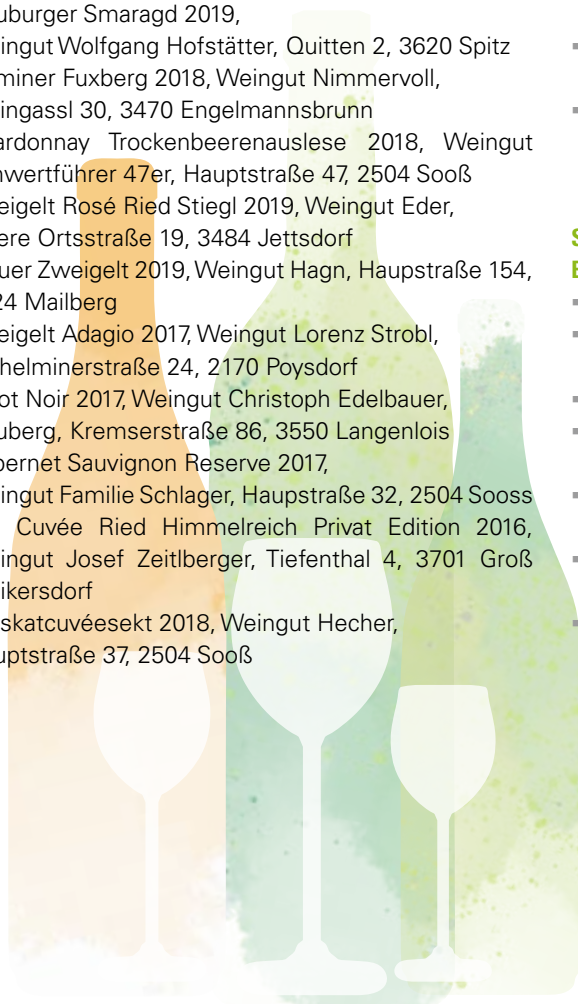 uburger Smaragd 2019,
ingut Wolfgang Hofstätter, Quitten 2, 3620 Spitz
miner Fuxberg 2018, Weingut Nimmervoll,
ingassl 30, 3470 Engelmannsbrunn
ardonnay Trockenbeerenauslese 2018, Weingut
hwertführer 47er, Hauptstraße 47, 2504 Sooß
eigelt Rosé Ried Stiegl 2019, Weingut Eder,
ere Ortsstraße 19, 3484 Jettsdorf
uer Zweigelt 2019, Weingut Hagn, Haupstraße 154,
24 Mailberg
eigelt Adagio 2017, Weingut Lorenz Strobl,
helminerstraße 24, 2170 Poysdorf
ot Noir 2017, Weingut Christoph Edelbauer,
uberg, Kremserstraße 86, 3550 Langenlois
bernet Sauvignon Reserve 2017,
ingut Familie Schlager, Haupstraße 32, 2504 Sooss
Cuvée Ried Himmelreich Privat Edition 2016,
ingut Josef Zeitlberger, Tiefenthal 4, 3701 Groß
ikersdorf
skatcuvéesekt 2018, Weingut Hecher,
uptstraße 37, 2504 Sooß